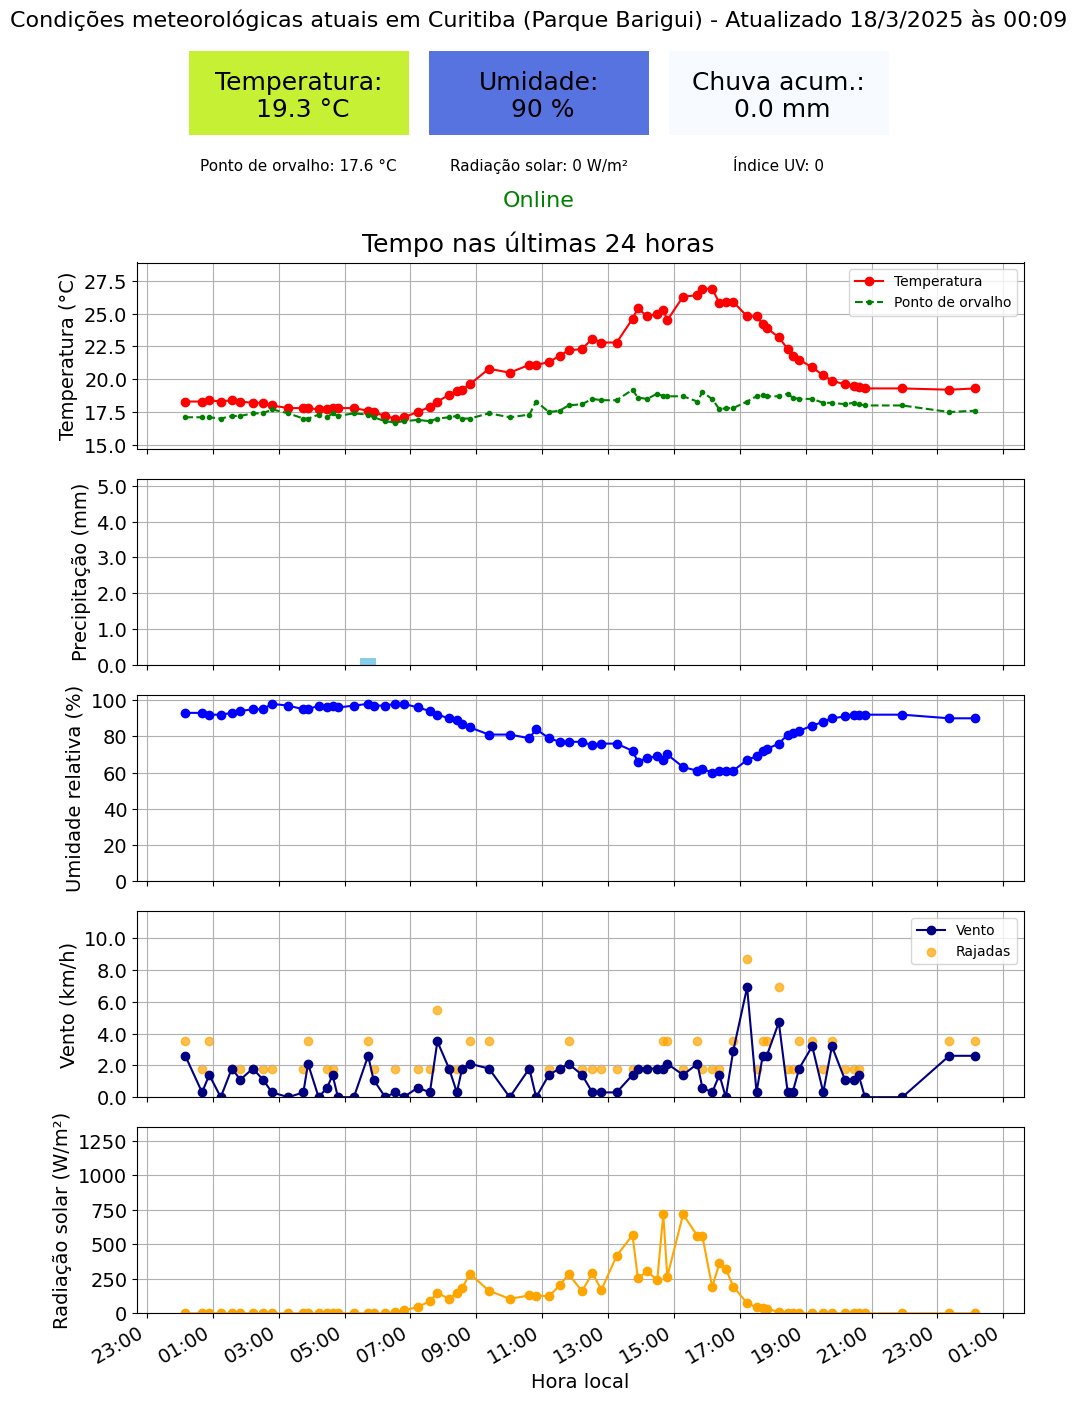 Condições meteorológicas atuais em Curitiba (Parque Barigui) - Atualizado 18/3/2025 às 00:09
Temperatura:
19.3 °C
Umidade:
90 %
Chuva acum.:
0.0 mm
Ponto de orvalho: 17.6 °C
Radiação solar: 0 W/m²
Índice UV: 0
Online
Tempo nas últimas 24 horas
Temperatura (°C)
27.5
25.0
22.5
20.0
17.5
15.0
Temperatura
Ponto de orvalho
Precipitação (mm)
5.0
4.0
3.0
2.0
1.0
0.0
Umidade relativa (%)
100
80
60
40
20
0
Vento (km/h)
10.0
8.0
6.0
4.0
2.0
0.0
Vento
Rajadas
Radiação solar (W/m²)
1250
1000
750
500
250
0
23:00
01:00
03:00
05:00
07:00
09:00
11:00
13:00
15:00
17:00
19:00
21:00
23:00
01:00
Hora local